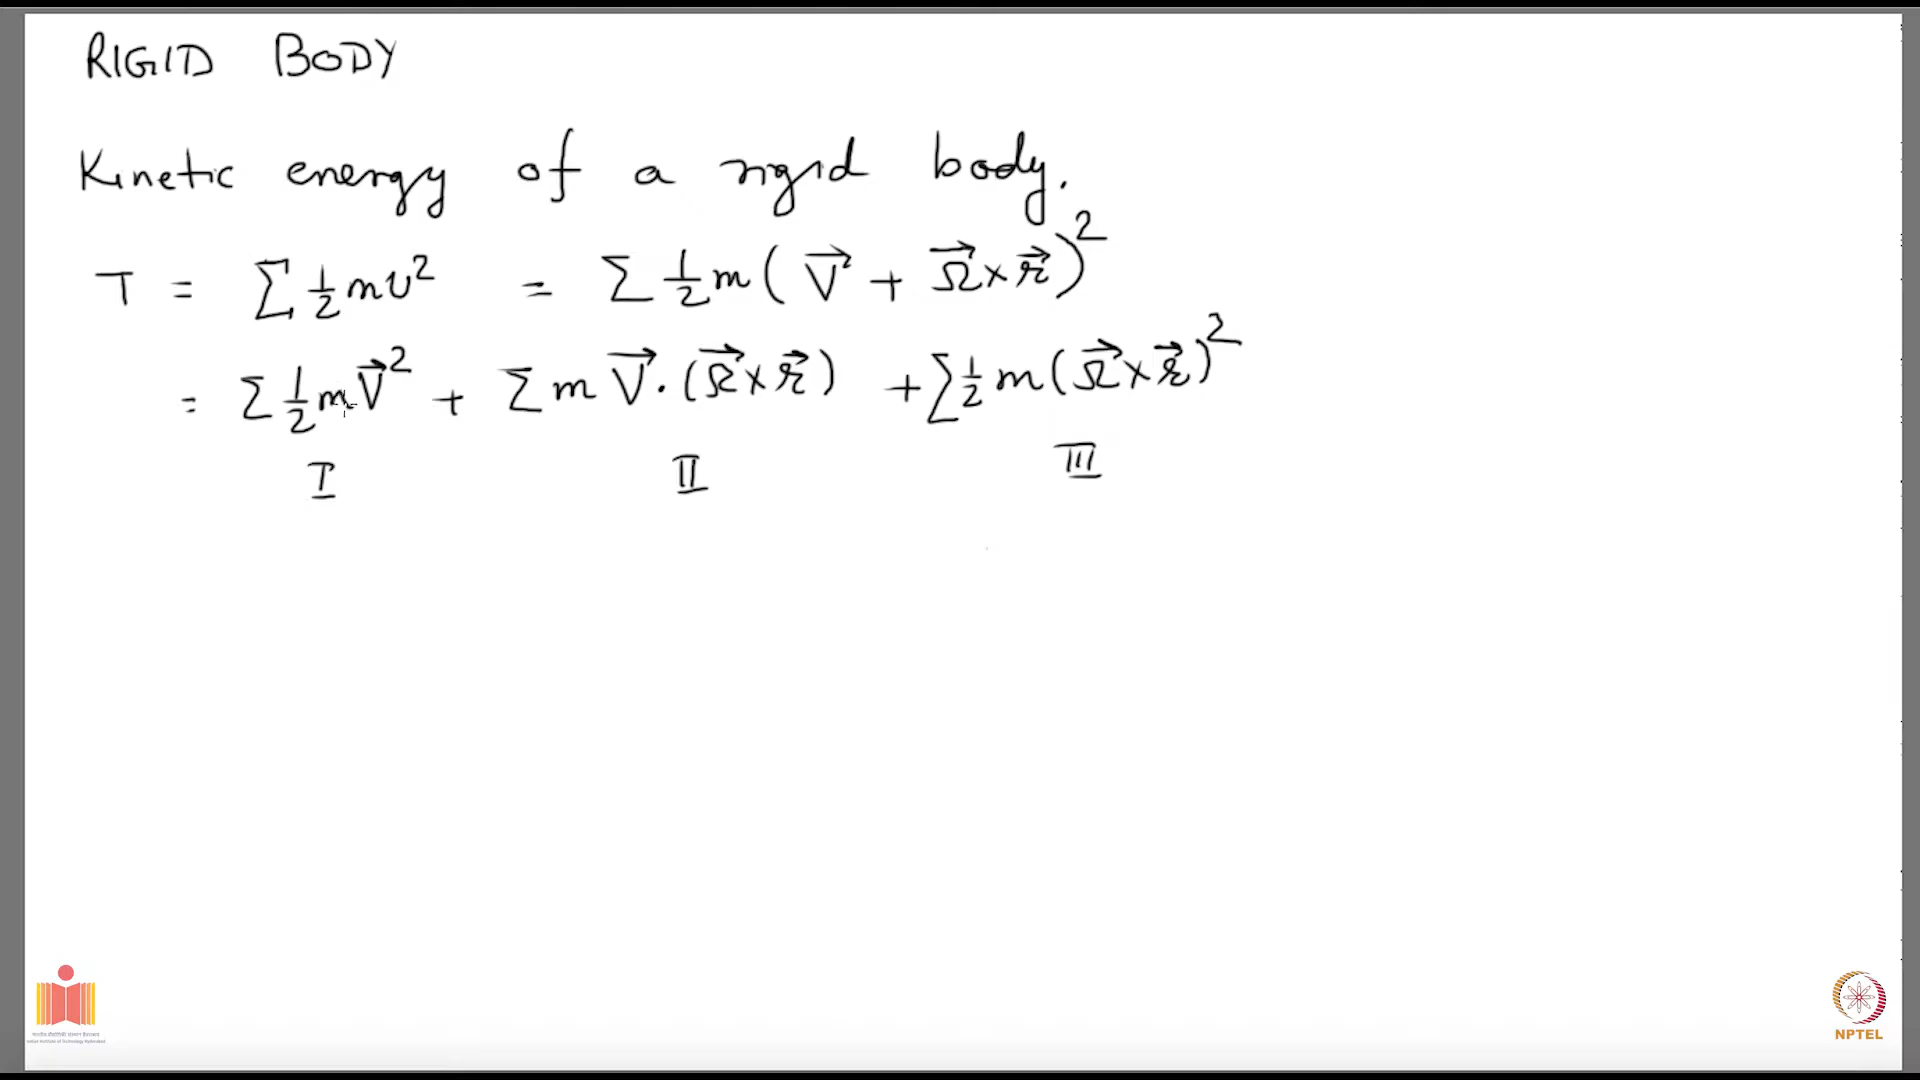 RIGID BODY
Kinetic energy of a rigid body.
T = ∑ ½ m v² = ∑ ½ m ( V⃗ + Ω⃗ × r⃗ )²
= ∑ ½ m V⃗² + ∑ m V⃗ · (Ω⃗ × r⃗) + ∑ ½ m (Ω⃗ × r⃗)²
I II III
NPTEL